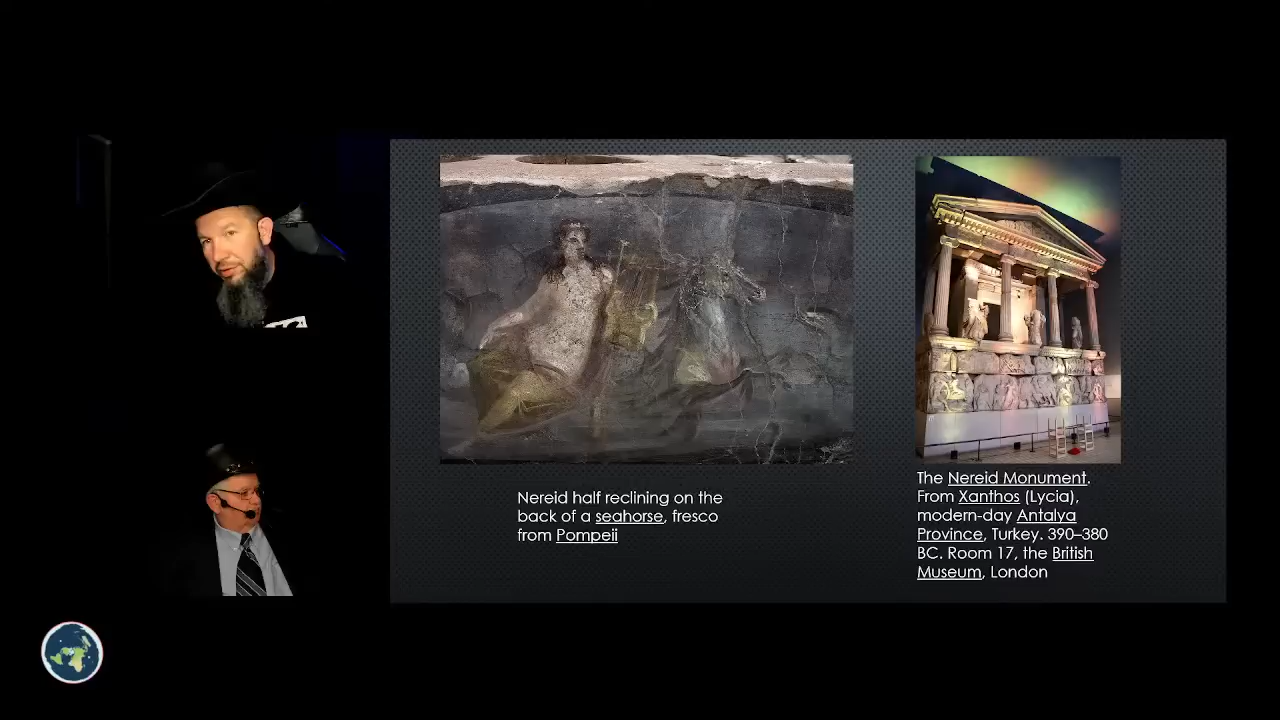 Nereid half reclining on the
back of a seahorse, fresco
from Pompeii
The Nereid Monument.
From Xanthos (Lycia),
modern-day Antalya
Province, Turkey. 390–380
BC. Room 17, the British
Museum, London